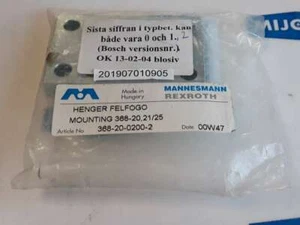 Sista siffran i typbet. kan
både vara 0 och 1., 2
(Bosch versionsnr.)
OK 13-02-04 blosiv
201907010905
Made in
Hungary
MANNESMANN
REXROTH
HENGER FELFOGO
MOUNTING 368-20,21/25
Article No 368-20-0200-2 Date 00W47